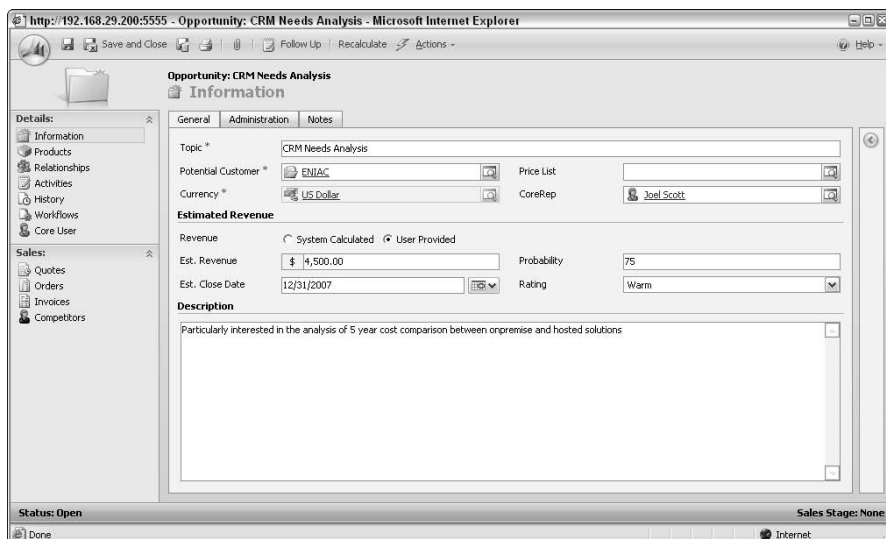 http://192.168.29.200:5555 - Opportunity: CRM Needs Analysis - Microsoft Internet Explorer
Save and Close Follow Up Recalculate Actions Help
Opportunity: CRM Needs Analysis
Information
Details:
Information
Products
Relationships
Activities
History
Workflows
Core User
Sales:
Quotes
Orders
Invoices
Competitors
General Administration Notes
Topic * CRM Needs Analysis
Potential Customer * ENIAC Price List
Currency * US Dollar CoreRep Joel Scott
Estimated Revenue
Revenue System Calculated User Provided
Est. Revenue $ 4,500.00 Probability 75
Est. Close Date 12/31/2007 Rating Warm
Description
Particularly interested in the analysis of 5 year cost comparison between onpremise and hosted solutions
Status: Open Sales Stage: None
Done Internet